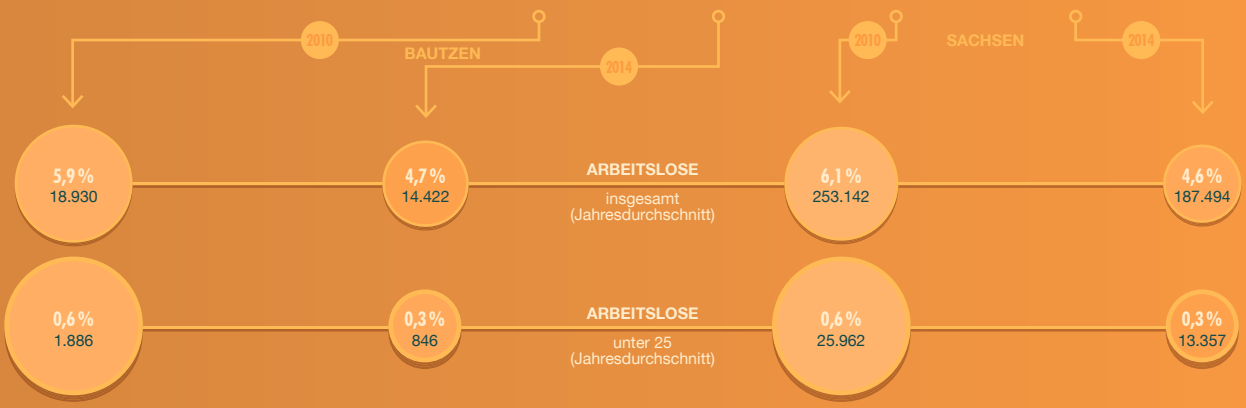 2010
BAUTZEN
2014
2010
SACHSEN
2014
5,9 %
18.930
4,7 %
14.422
ARBEITSLOSE
insgesamt
(Jahresdurchschnitt)
6,1 %
253.142
4,6 %
187.494
0,6 %
1.886
0,3 %
846
ARBEITSLOSE
unter 25
(Jahresdurchschnitt)
0,6 %
25.962
0,3 %
13.357